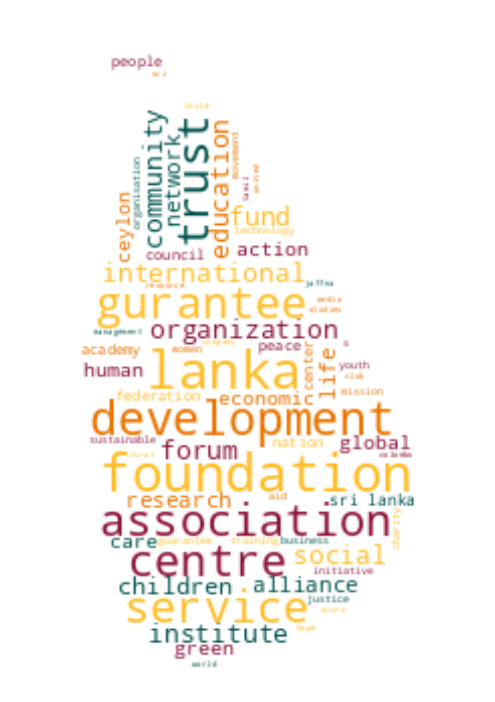 people
sri
child
community
trust
network
education
movement
organisation
tamil
united
ceylon
fund
technology
council
action
international
resource
jaffna
gurantee
media
studies
management
organization
company
academy
women
peace
center
s
human
lanka
life
youth
club
federation
economic
mission
development
sustainable
forum
nation
global
colombo
rural
foundation
research
aid
sri lanka
association
charity
care
guarantee
training
business
centre
social
initiative
children
alliance
service
justice
micro
institute
hope
green
world